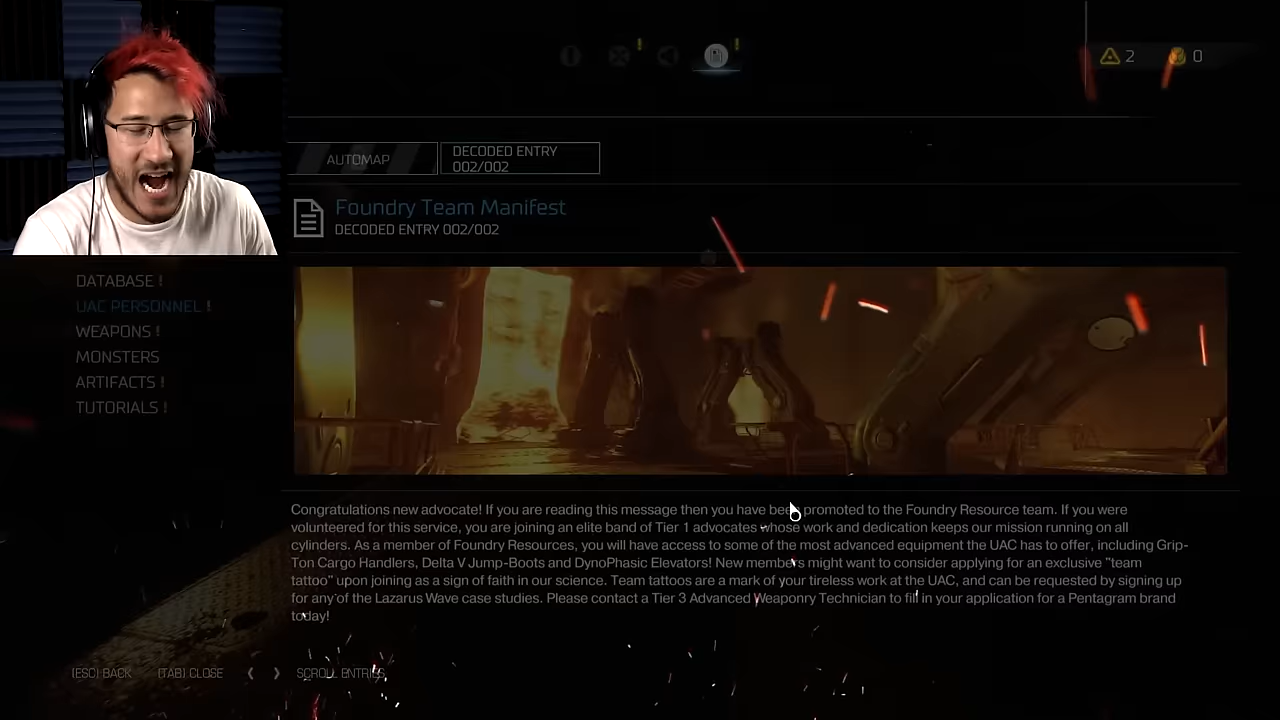 2
0
AUTOMAP
DECODED ENTRY
002/002
Foundry Team Manifest
DECODED ENTRY 002/002
DATABASE !
UAC PERSONNEL !
WEAPONS !
MONSTERS
ARTIFACTS !
TUTORIALS !
Congratulations new advocate! If you are reading this message then you have been promoted to the Foundry Resource team. If you were
volunteered for this service, you are joining an elite band of Tier 1 advocates whose work and dedication keeps our mission running on all
cylinders. As a member of Foundry Resources, you will have access to some of the most advanced equipment the UAC has to offer, including Grip-
Ton Cargo Handlers, Delta V Jump-Boots and DynoPhasic Elevators! New members might want to consider applying for an exclusive "team
tattoo" upon joining as a sign of faith in our science. Team tattoos are a mark of your tireless work at the UAC, and can be requested by signing up
for any of the Lazarus Wave case studies. Please contact a Tier 3 Advanced Weaponry Technician to fill in your application for a Pentagram brand
today!
[ESC] BACK [TAB] CLOSE SCROLL ENTRIES